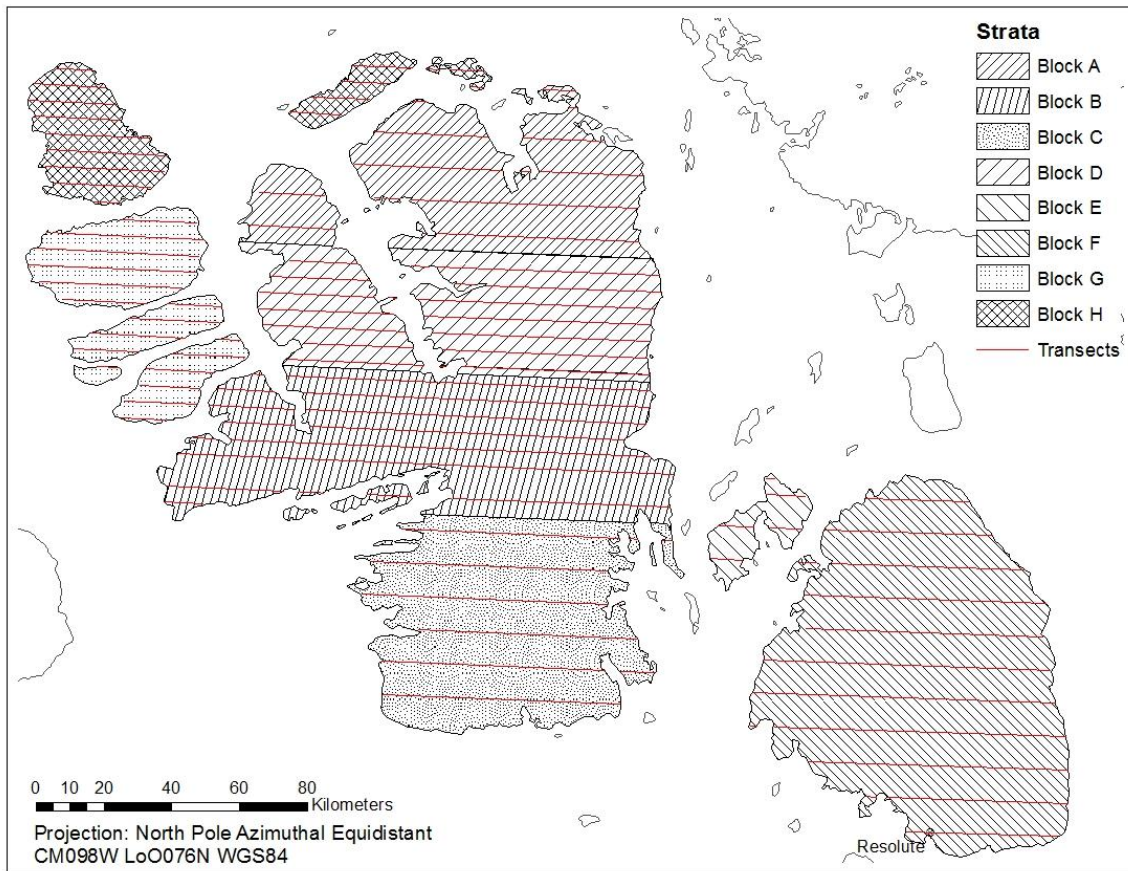 Strata
Block A
Block B
Block C
Block D
Block E
Block F
Block G
Block H
Transects
0 10 20 40 60 80
Kilometers
Projection: North Pole Azimuthal Equidistant
CM098W LoO076N WGS84
Resolute